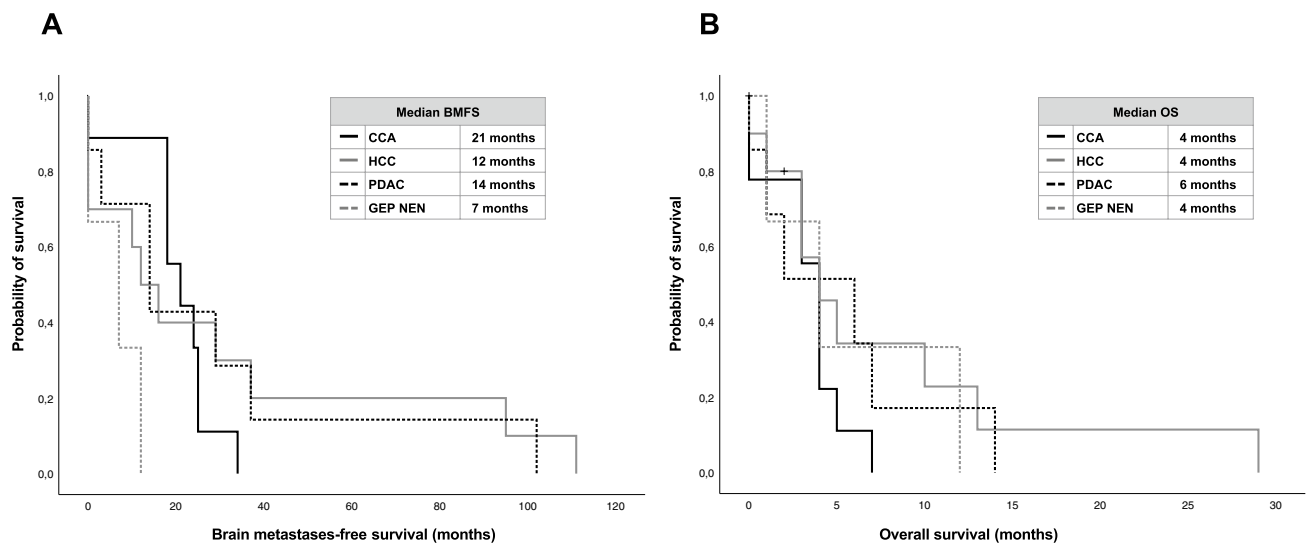 A
Median BMFS
CCA 21 months
HCC 12 months
PDAC 14 months
GEP NEN 7 months
1,0
0,8
0,6
0,4
0,2
0,0
Probability of survival
0 20 40 60 80 100 120
Brain metastases-free survival (months)
B
Median OS
CCA 4 months
HCC 4 months
PDAC 6 months
GEP NEN 4 months
1,0
0,8
0,6
0,4
0,2
0,0
Probability of survival
0 5 10 15 20 25 30
Overall survival (months)